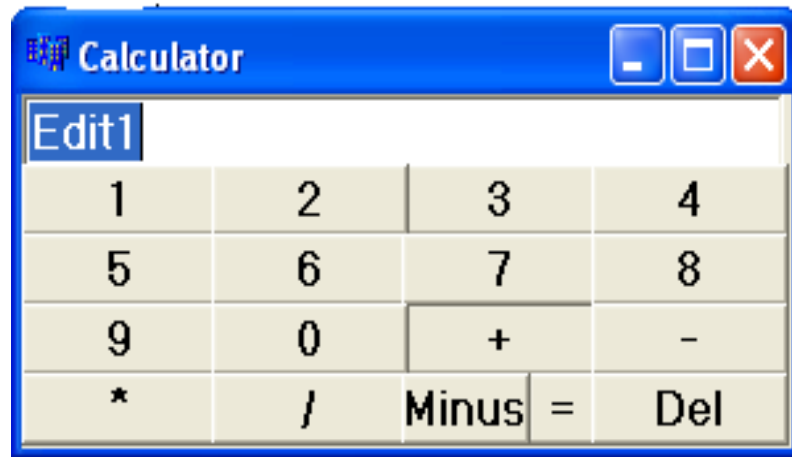 Calculator
Edit1
1 2 3 4
5 6 7 8
9 0 + -
* / Minus = Del